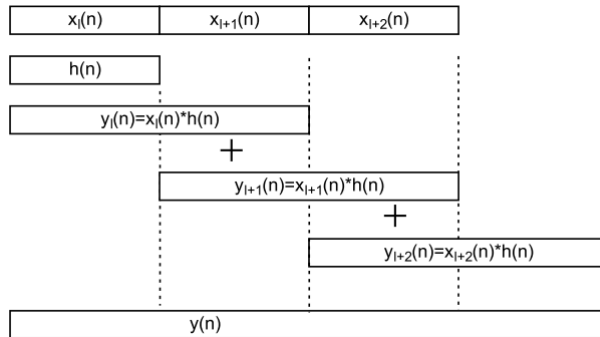 xₗ(n) xₗ₊₁(n) xₗ₊₂(n)
h(n)
yₗ(n)=xₗ(n)*h(n)
+
yₗ₊₁(n)=xₗ₊₁(n)*h(n)
+
yₗ₊₂(n)=xₗ₊₂(n)*h(n)
y(n)